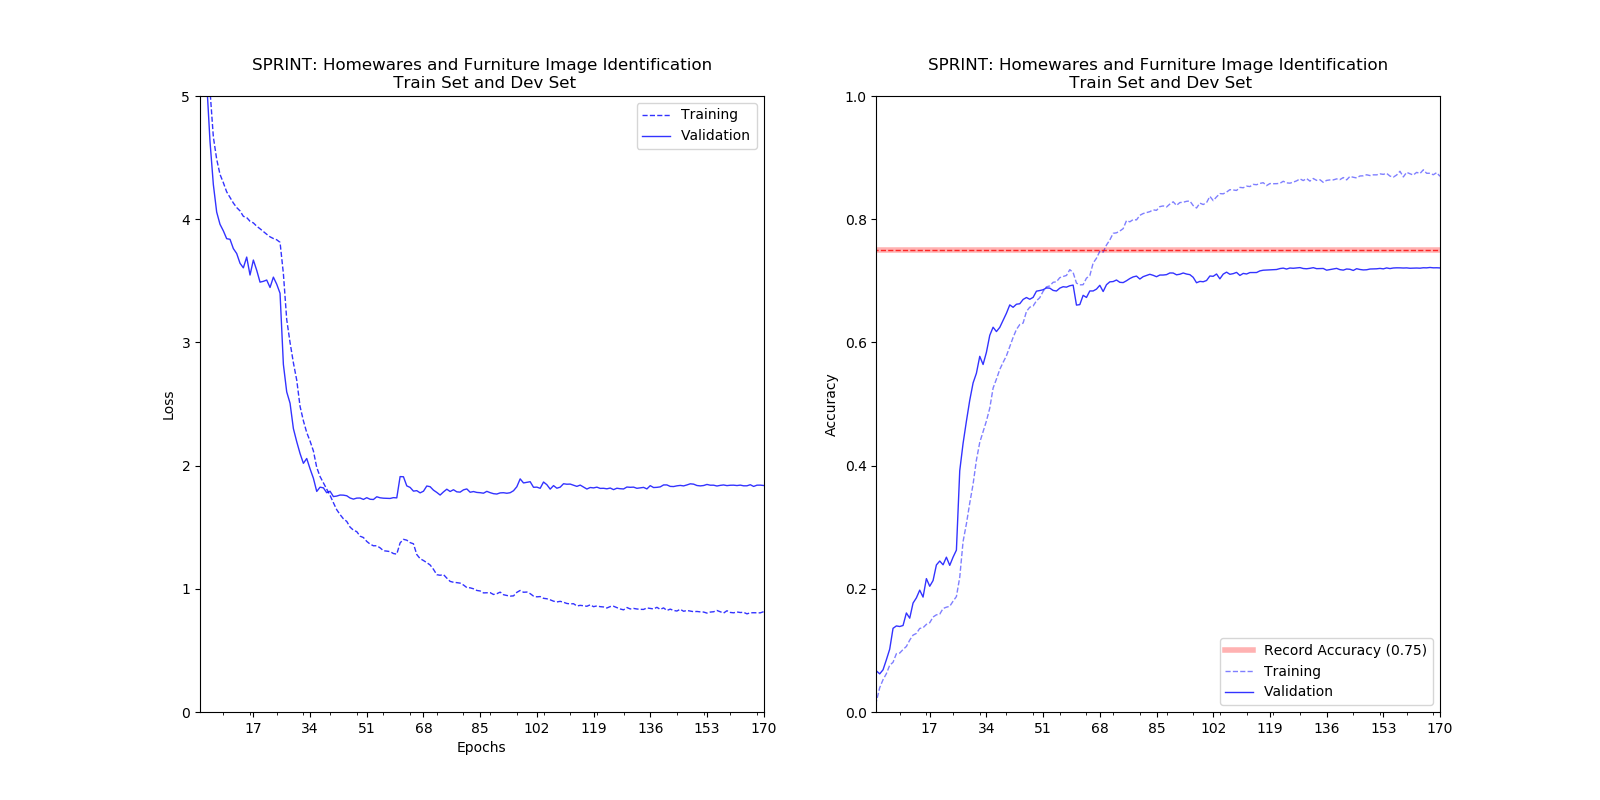 SPRINT: Homewares and Furniture Image Identification
Train Set and Dev Set
5
4
3
2
1
0
Loss
Training
Validation
17 34 51 68 85 102 119 136 153 170
Epochs
SPRINT: Homewares and Furniture Image Identification
Train Set and Dev Set
1.0
0.8
0.6
0.4
0.2
0.0
Accuracy
Record Accuracy (0.75)
Training
Validation
17 34 51 68 85 102 119 136 153 170